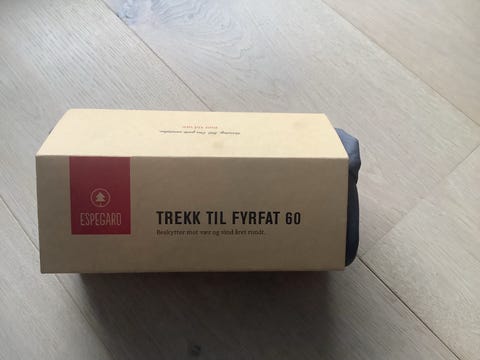 ESPEGARD
TREKK TIL FYRFAT 60
Beskytter mot vær og vind året rundt.